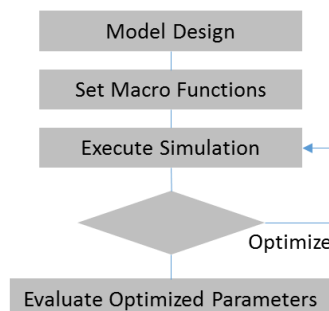 Model Design
Set Macro Functions
Execute Simulation
Optimize
Evaluate Optimized Parameters